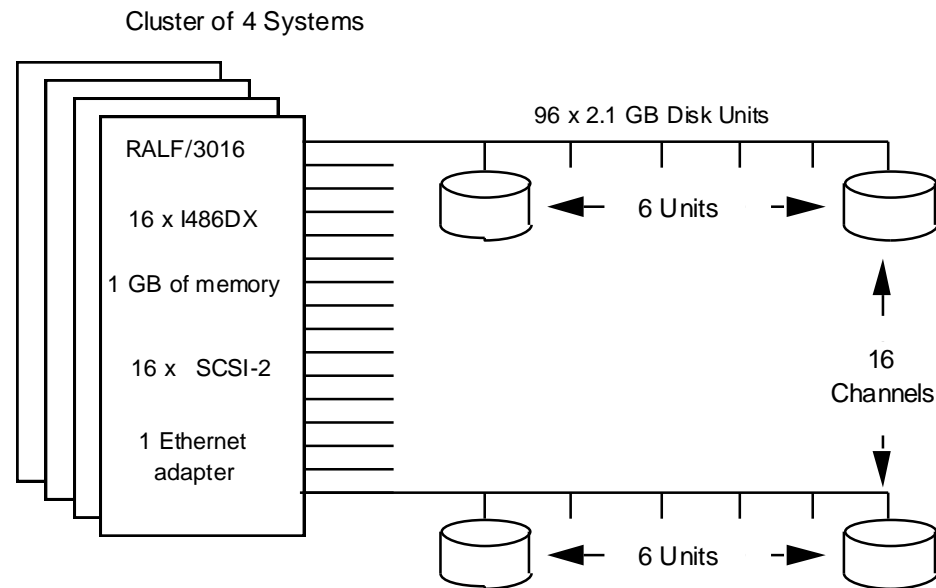 Cluster of 4 Systems
96 x 2.1 GB Disk Units
RALF/3016
16 x I486DX
6 Units
1 GB of memory
16 x SCSI-2
16
Channels
1 Ethernet
adapter
6 Units